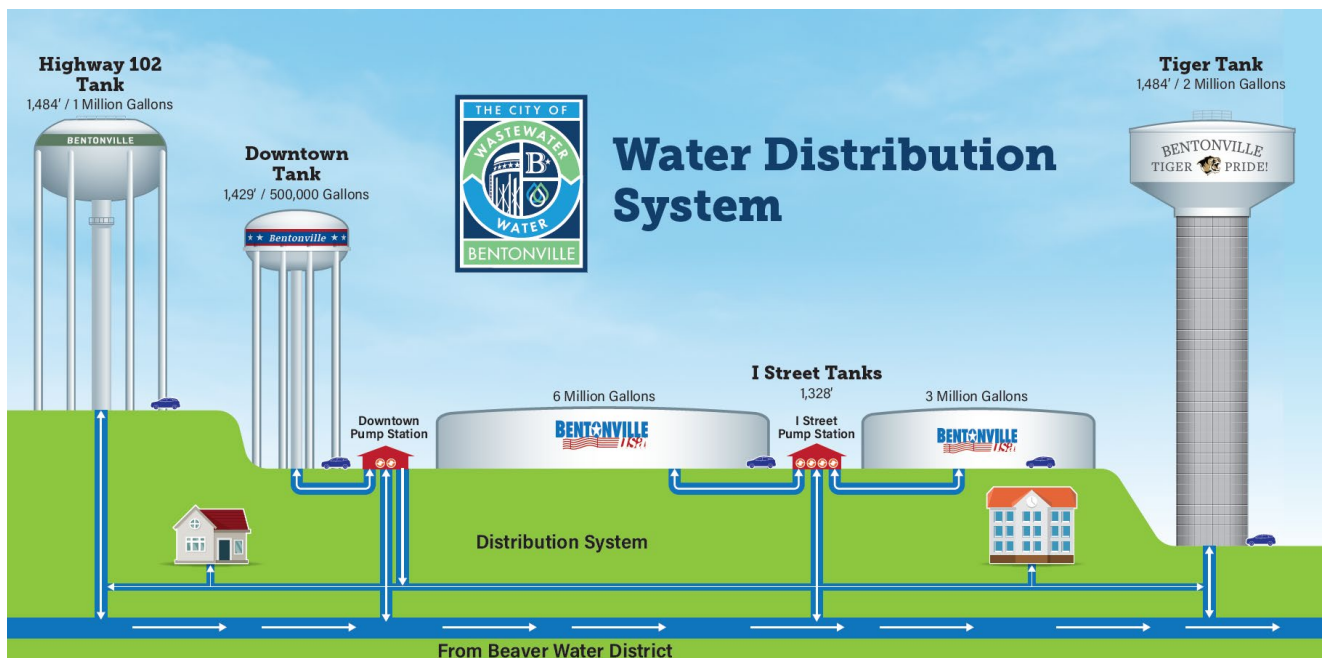 Highway 102
Tank
1,484' / 1 Million Gallons
BENTONVILLE
Downtown
Tank
1,429' / 500,000 Gallons
Bentonville
THE CITY OF
WASTEWATER
B
WATER
BENTONVILLE
Water Distribution
System
Tiger Tank
1,484' / 2 Million Gallons
BENTONVILLE
TIGER PRIDE!
I Street Tanks
1,328'
6 Million Gallons
3 Million Gallons
Downtown
Pump Station
BENTONVILLE
USA
I Street
Pump Station
BENTONVILLE
USA
Distribution System
From Beaver Water District